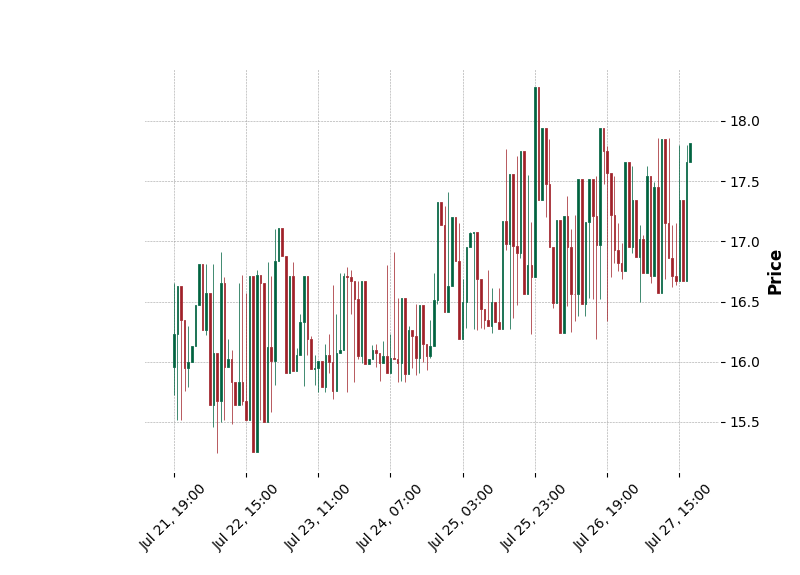 18.0
17.5
17.0
16.5
16.0
15.5
Price
Jul 21, 19:00
Jul 22, 15:00
Jul 23, 11:00
Jul 24, 07:00
Jul 25, 03:00
Jul 25, 23:00
Jul 26, 19:00
Jul 27, 15:00